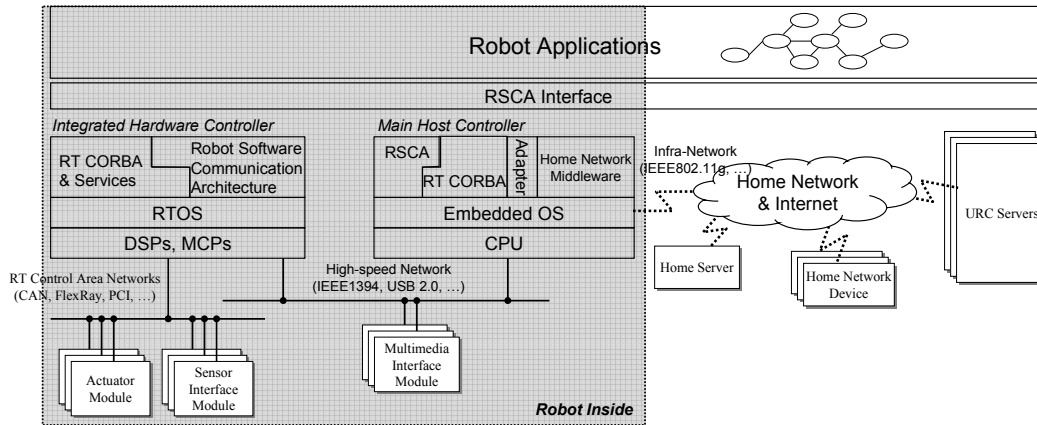 Robot Applications
RSCA Interface
Integrated Hardware Controller
RT CORBA
& Services
Robot Software
Communication
Architecture
RTOS
DSPs, MCPs
Main Host Controller
RSCA
RT CORBA
Adapter
Home Network
Middleware
Embedded OS
CPU
Infra-Network
(IEEE802.11g, …)
Home Network
& Internet
URC Servers
Home Server
Home Network
Device
RT Control Area Networks
(CAN, FlexRay, PCI, …)
High-speed Network
(IEEE1394, USB 2.0, …)
Actuator
Module
Sensor
Interface
Module
Multimedia
Interface
Module
Robot Inside